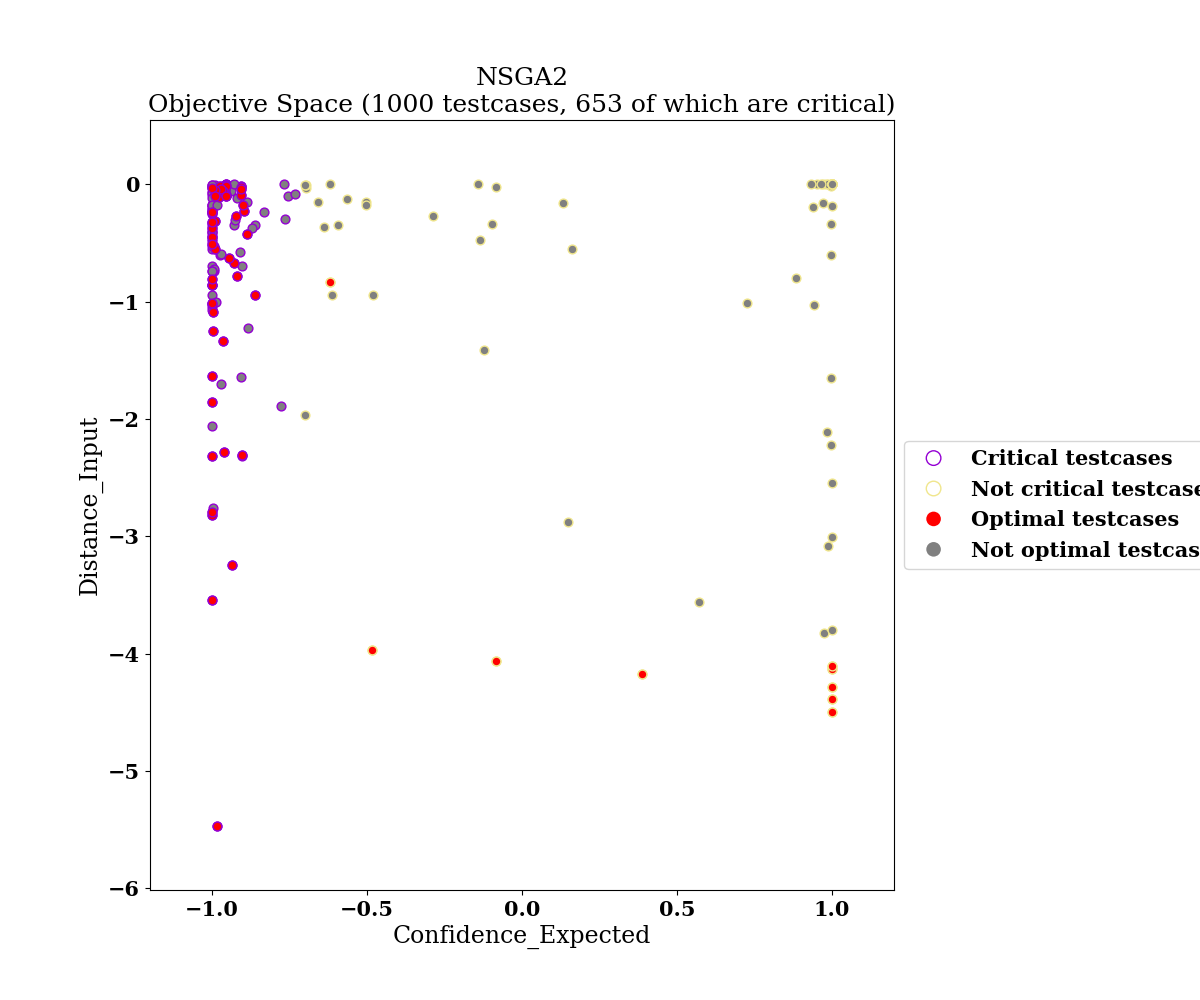 NSGA2
Objective Space (1000 testcases, 653 of which are critical)
0
−1
−2
−3
−4
−5
−6
Distance_Input
−1.0
−0.5
0.0
0.5
1.0
Confidence_Expected
Critical testcases
Not critical testcase
Optimal testcases
Not optimal testcas